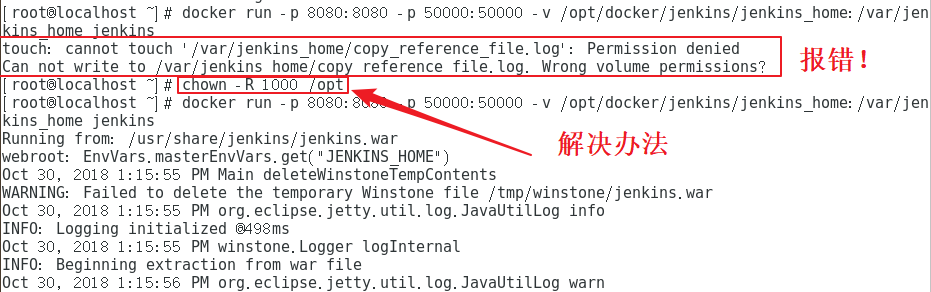 [root@localhost ~]# docker run -p 8080:8080 -p 50000:50000 -v /opt/docker/jenkins/jenkins_home:/var/jen
kins_home jenkins
touch: cannot touch '/var/jenkins_home/copy_reference_file.log': Permission denied
Can not write to /var/jenkins_home/copy_reference_file.log. Wrong volume permissions?
报错！
[root@localhost ~]# chown -R 1000 /opt
[root@localhost ~]# docker run -p 8080:8080 -p 50000:50000 -v /opt/docker/jenkins/jenkins_home:/var/jen
kins_home jenkins
解决办法
Running from: /usr/share/jenkins/jenkins.war
webroot: EnvVars.masterEnvVars.get("JENKINS_HOME")
Oct 30, 2018 1:15:55 PM Main deleteWinstoneTempContents
WARNING: Failed to delete the temporary Winstone file /tmp/winstone/jenkins.war
Oct 30, 2018 1:15:55 PM org.eclipse.jetty.util.log.JavaUtilLog info
INFO: Logging initialized @498ms
Oct 30, 2018 1:15:55 PM winstone.Logger logInternal
INFO: Beginning extraction from war file
Oct 30, 2018 1:15:56 PM org.eclipse.jetty.util.log.JavaUtilLog warn